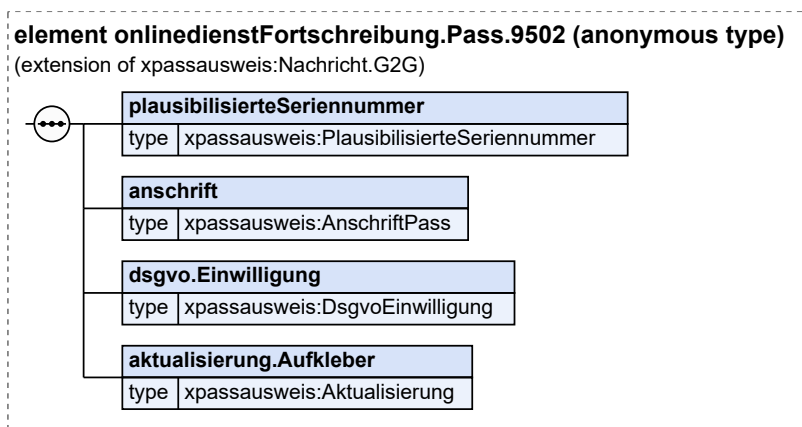 element onlinedienstFortschreibung.Pass.9502 (anonymous type)
(extension of xpassausweis:Nachricht.G2G)
plausibilisierteSeriennummer
type xpassausweis:PlausibilisierteSeriennummer
anschrift
type xpassausweis:AnschriftPass
dsgvo.Einwilligung
type xpassausweis:DsgvoEinwilligung
aktualisierung.Aufkleber
type xpassausweis:Aktualisierung